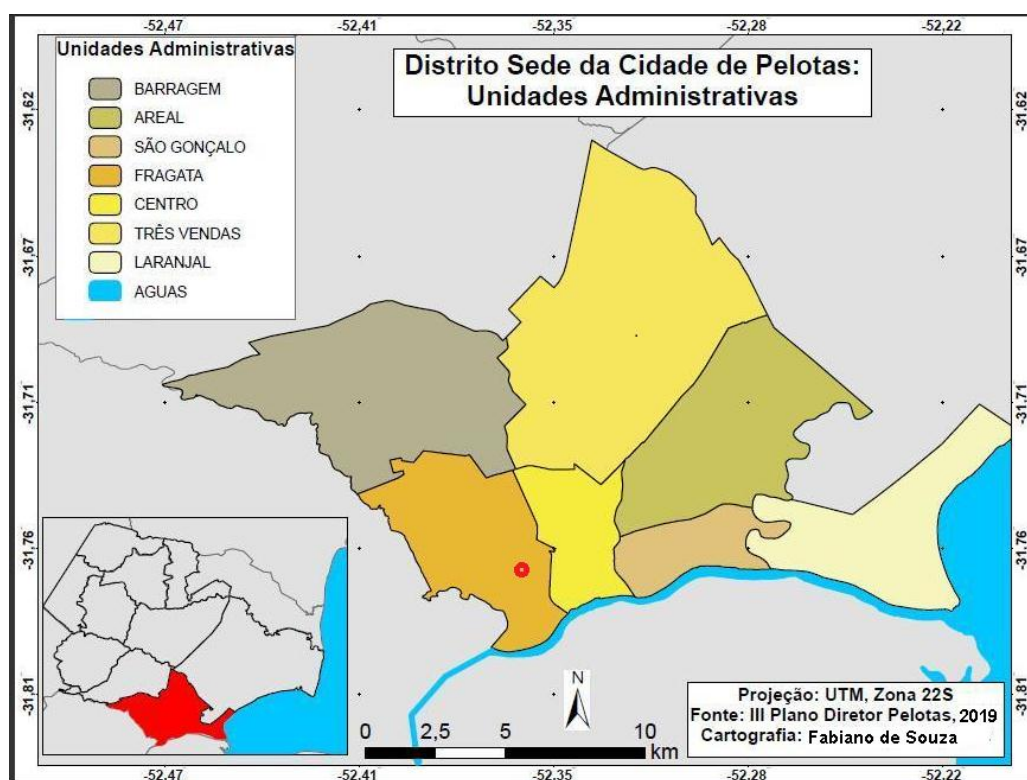 -52,47 -52,41 -52,35 -52,28 -52,22
Unidades Administrativas
BARRAGEM
AREAL
SÃO GONÇALO
FRAGATA
CENTRO
TRÊS VENDAS
LARANJAL
AGUAS
Distrito Sede da Cidade de Pelotas:
Unidades Administrativas
-31,62 -31,62
-31,67 -31,67
-31,71 -31,71
-31,76 -31,76
-31,81 -31,81
N
0 2,5 5 10
km
Projeção: UTM, Zona 22S
Fonte: III Plano Diretor Pelotas, 2019
Cartografia: Fabiano de Souza
-52,47 -52,41 -52,35 -52,28 -52,22